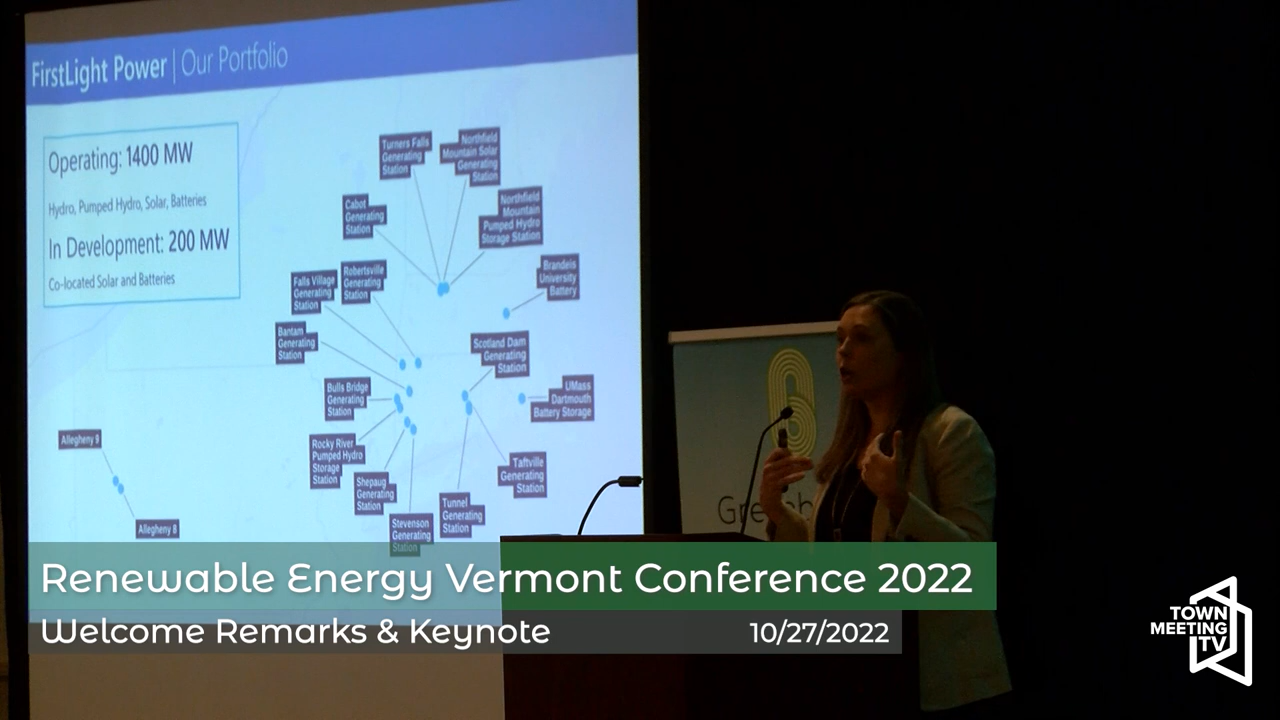 FirstLight Power | Our Portfolio
Operating: 1400 MW
Hydro, Pumped Hydro, Solar, Batteries
In Development: 200 MW
Co-located Solar and Batteries
Turners Falls
Generating
Station
Northfield
Mountain Solar
Generating
Station
Cabot
Generating
Station
Northfield
Mountain
Pumped Hydro
Storage Station
Falls Village
Generating
Station
Robertsville
Generating
Station
Brandeis
University
Battery
Bantam
Generating
Station
Scotland Dam
Generating
Station
Bulls Bridge
Generating
Station
UMass
Dartmouth
Battery Storage
Allegheny 9
Rocky River
Pumped Hydro
Storage
Station
Shepaug
Generating
Station
Taftville
Generating
Station
Tunnel
Generating
Station
Stevenson
Generating
Station
Allegheny 8
Renewable Energy Vermont Conference 2022
Welcome Remarks & Keynote
10/27/2022
TOWN
MEETING
TV